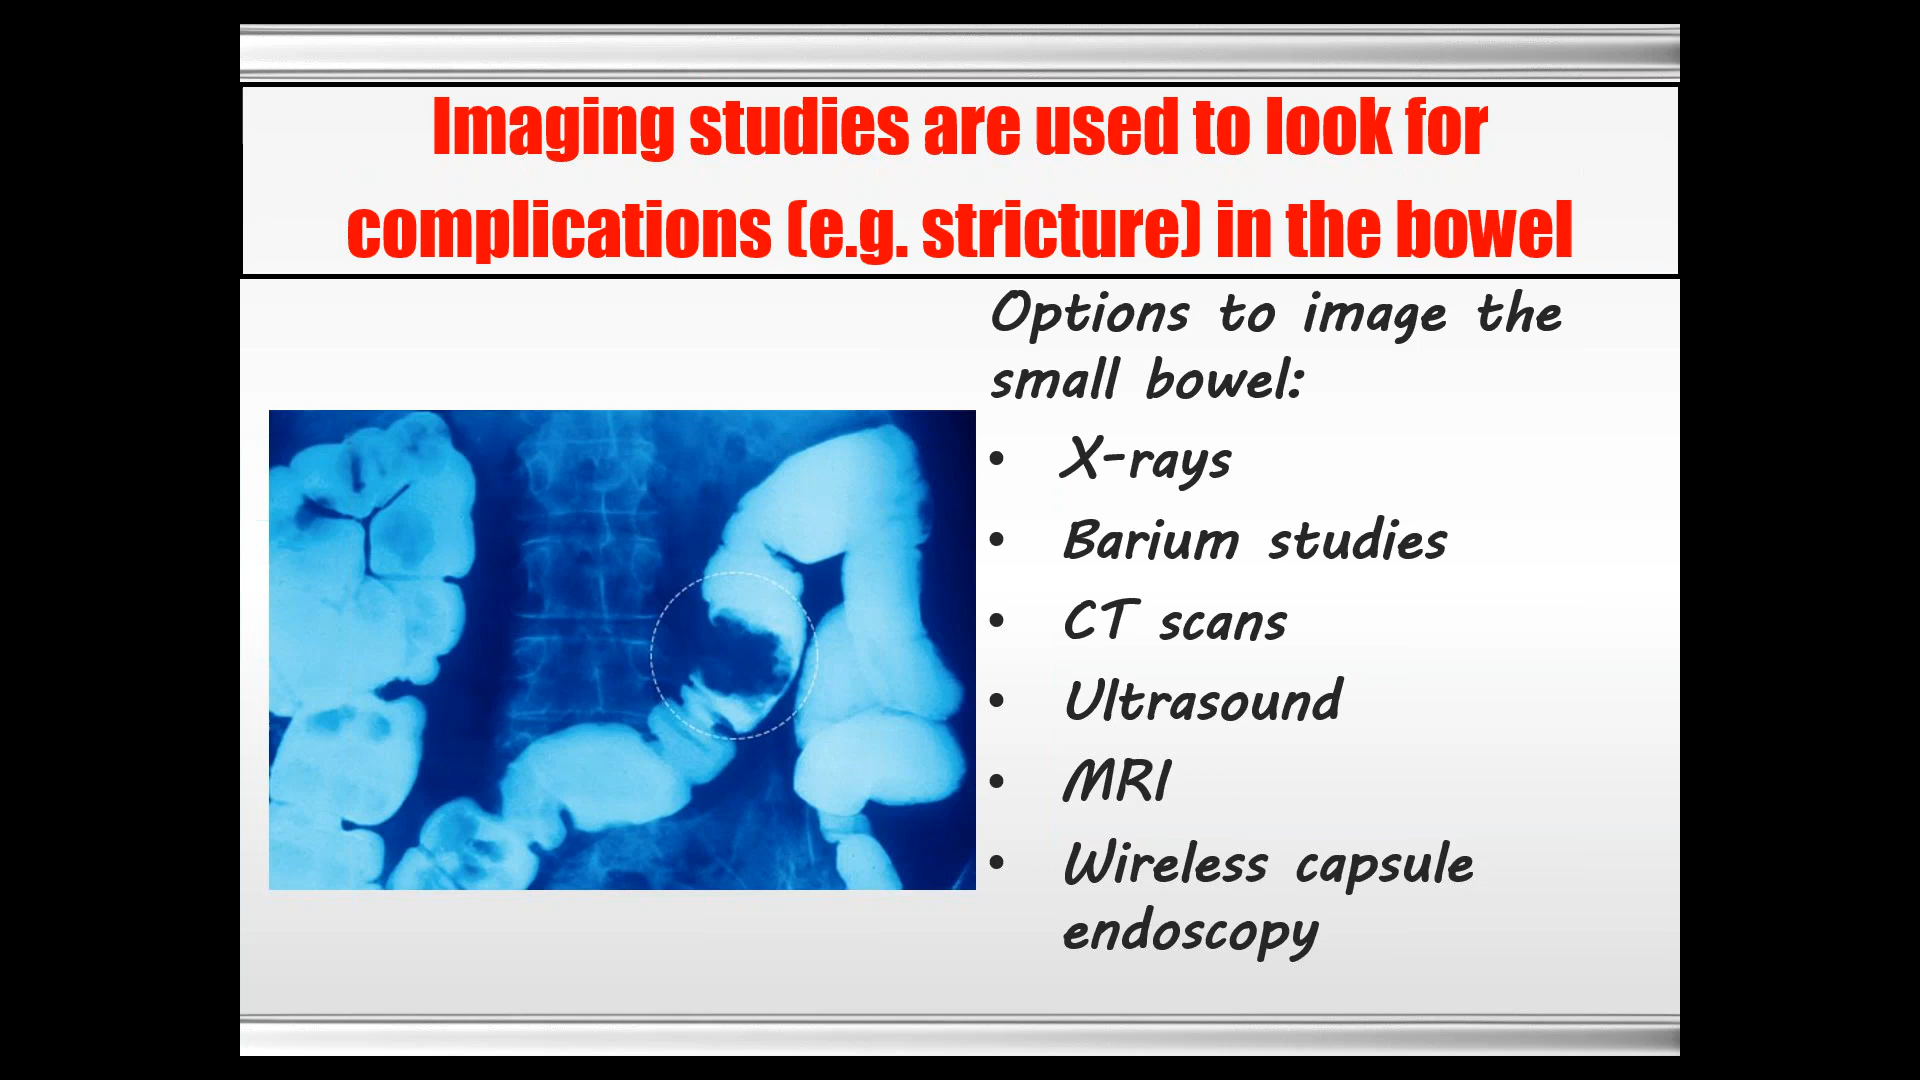 Imaging studies are used to look for
complications (e.g. stricture) in the bowel
Options to image the
small bowel:
• X-rays
• Barium studies
• CT scans
• Ultrasound
• MRI
• Wireless capsule
endoscopy